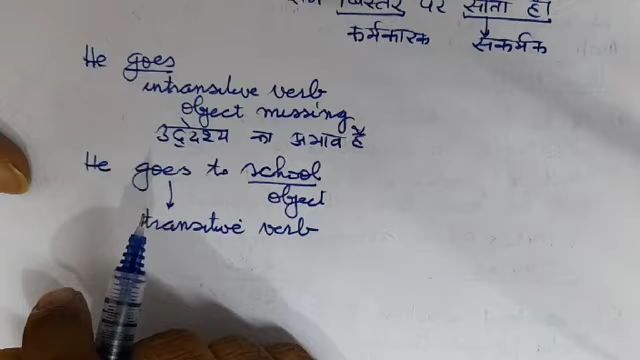 बिस्तर पर सोता है।
कर्मकारक सकर्मक
He goes
intransitive verb
object missing
उद्देश्य का अभाव है
He goes to school
object
transitive verb